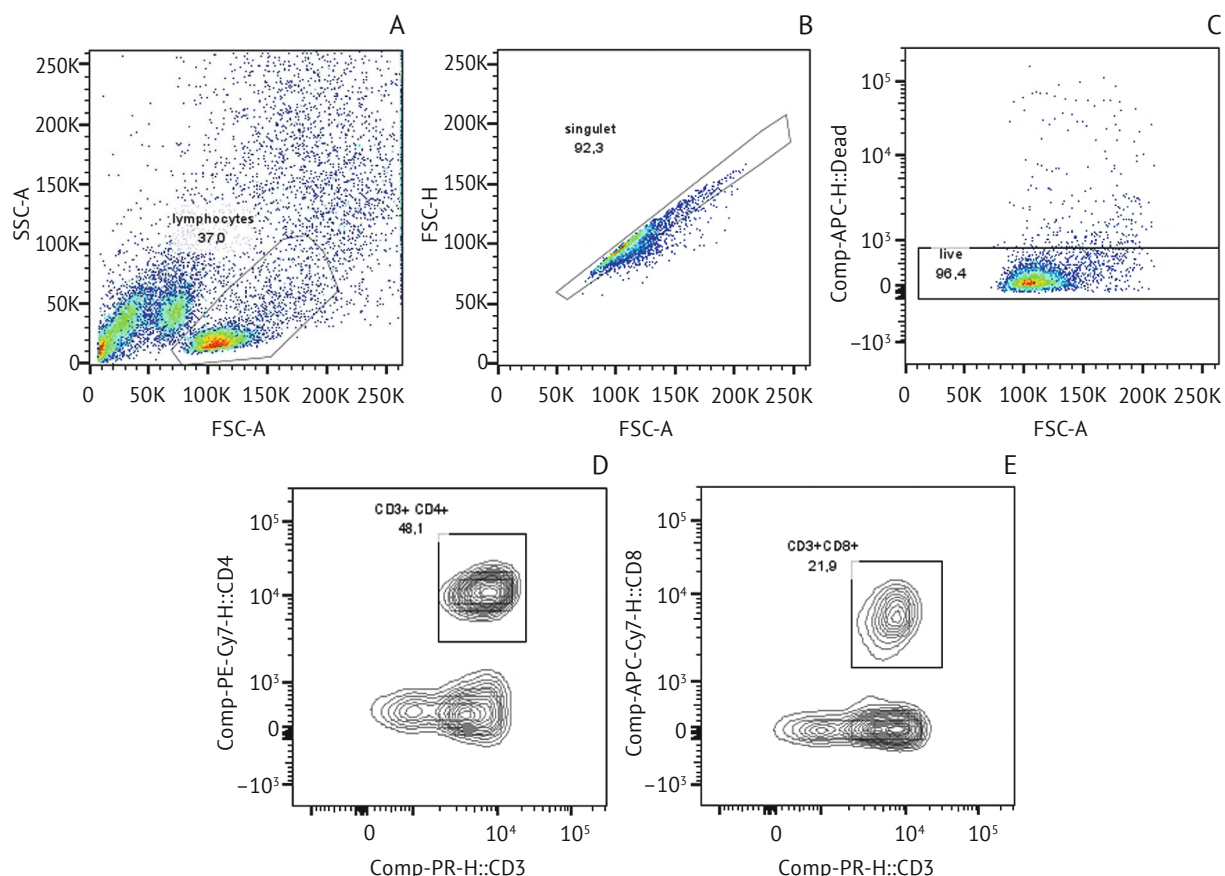 A
SSC-A
250K
200K
150K
100K
50K
0
lymphocytes
37,0
0 50K 100K 150K 200K 250K
FSC-A
B
FSC-H
250K
200K
150K
100K
50K
0
singulet
92,3
50K 100K 150K 200K 250K
FSC-A
C
Comp-APC-H::Dead
10⁵
10⁴
10³
0
−10³
live
96,4
0 50K 100K 150K 200K 250K
FSC-A
D
Comp-PE-Cy7-H::CD4
10⁵
10⁴
10³
0
−10³
CD3+ CD4+
48,1
0 10⁴ 10⁵
Comp-PR-H::CD3
E
Comp-APC-Cy7-H::CD8
10⁵
10⁴
10³
0
−10³
CD3+CD8+
21,9
0 10⁴ 10⁵
Comp-PR-H::CD3